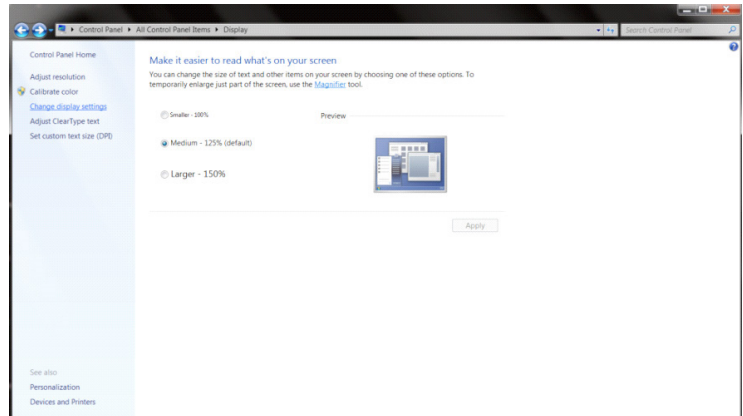 Control Panel ▸ All Control Panel Items ▸ Display
Search Control Panel
Control Panel Home
Adjust resolution
Calibrate color
Change display settings
Adjust ClearType text
Set custom text size (DPI)
Make it easier to read what's on your screen
You can change the size of text and other items on your screen by choosing one of these options. To
temporarily enlarge just part of the screen, use the Magnifier tool.
Smaller - 100%
Preview
Medium - 125% (default)
Larger - 150%
Apply
See also
Personalization
Devices and Printers